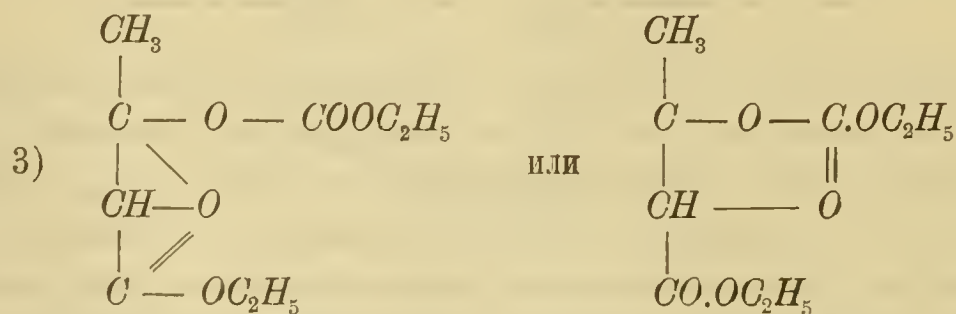 CH₃ CH₃
C — O — COOC₂H₅ C — O — C.OC₂H₅
3) или
CH — O CH — O
C — OC₂H₅ CO.OC₂H₅